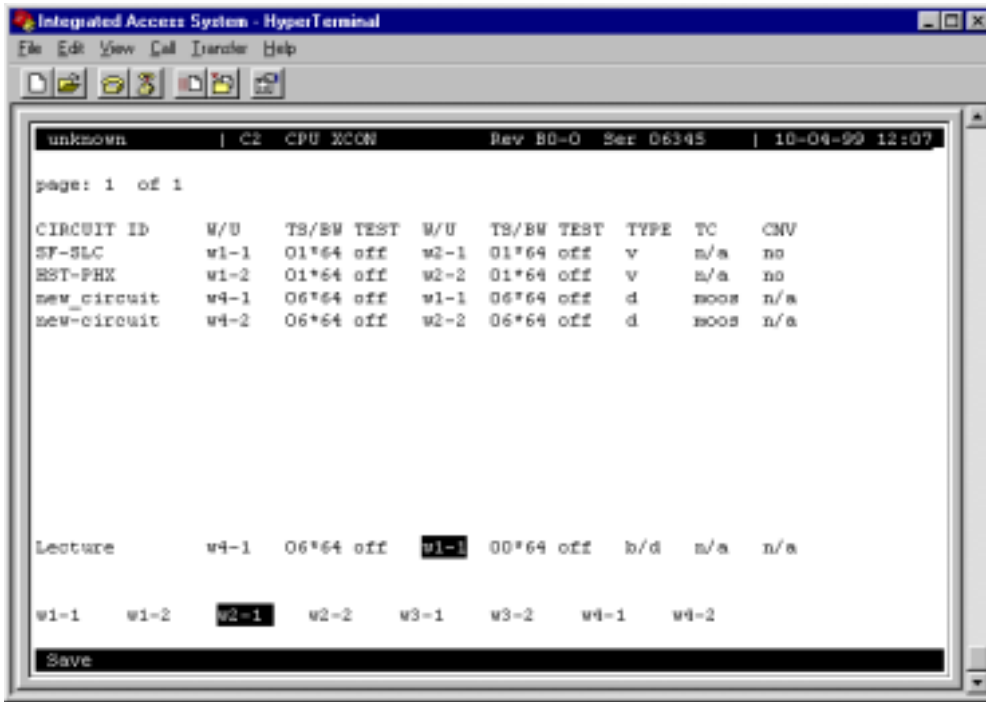 Integrated Access System - HyperTerminal
File Edit View Call Transfer Help
unknown | C2 CPU XCON Rev B0-0 Ser 06345 | 10-04-99 12:07
page: 1 of 1
CIRCUIT ID W/U TS/BW TEST W/U TS/BW TEST TYPE TC CNV
SF-SLC w1-1 01*64 off w2-1 01*64 off v n/a no
HST-PHX w1-2 01*64 off w2-2 01*64 off v n/a no
new_circuit w4-1 06*64 off w1-1 06*64 off d moos n/a
new-circuit w4-2 06*64 off w2-2 06*64 off d moos n/a
Lecture w4-1 06*64 off w1-1 00*64 off b/d n/a n/a
w1-1 w1-2 w2-1 w2-2 w3-1 w3-2 w4-1 w4-2
Save